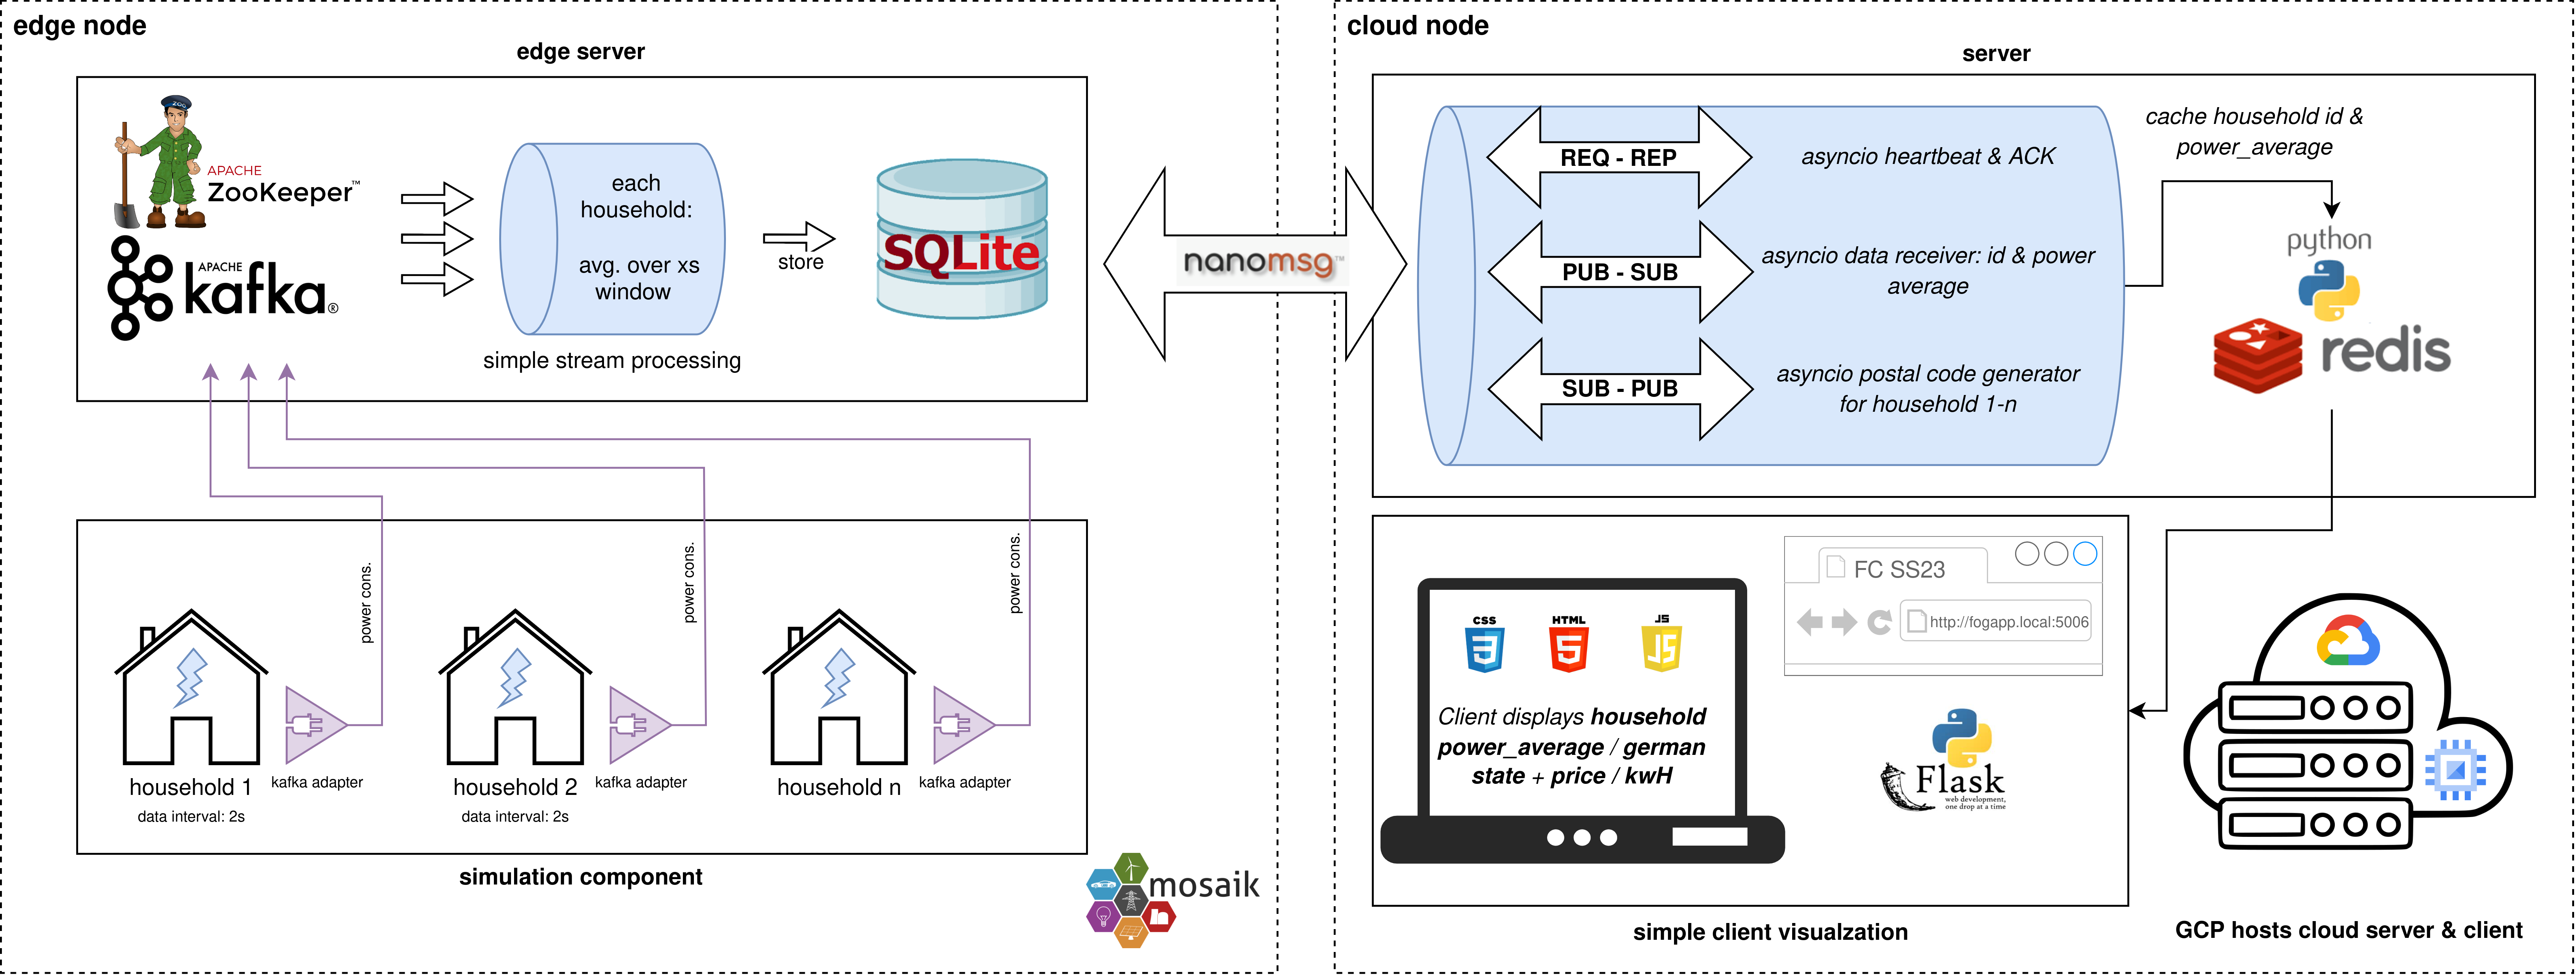 edge node
edge server
ZOO
APACHE
ZooKeeper™
APACHE
kafka®
each
household:
avg. over xs
window
simple stream processing
store
SQLite
power cons.
power cons.
power cons.
household 1
data interval: 2s
kafka adapter
household 2
data interval: 2s
kafka adapter
household n
kafka adapter
simulation component
mosaik
nanomsg™
cloud node
server
REQ - REP
asyncio heartbeat & ACK
PUB - SUB
asyncio data receiver: id & power
average
SUB - PUB
asyncio postal code generator
for household 1-n
cache household id &
power_average
python
redis
CSS
3
HTML
5
JS
JS
Client displays household
power_average / german
state + price / kwH
FC SS23
http://fogapp.local:5006
Flask
web development,
one drop at a time
simple client visualzation
GCP hosts cloud server & client